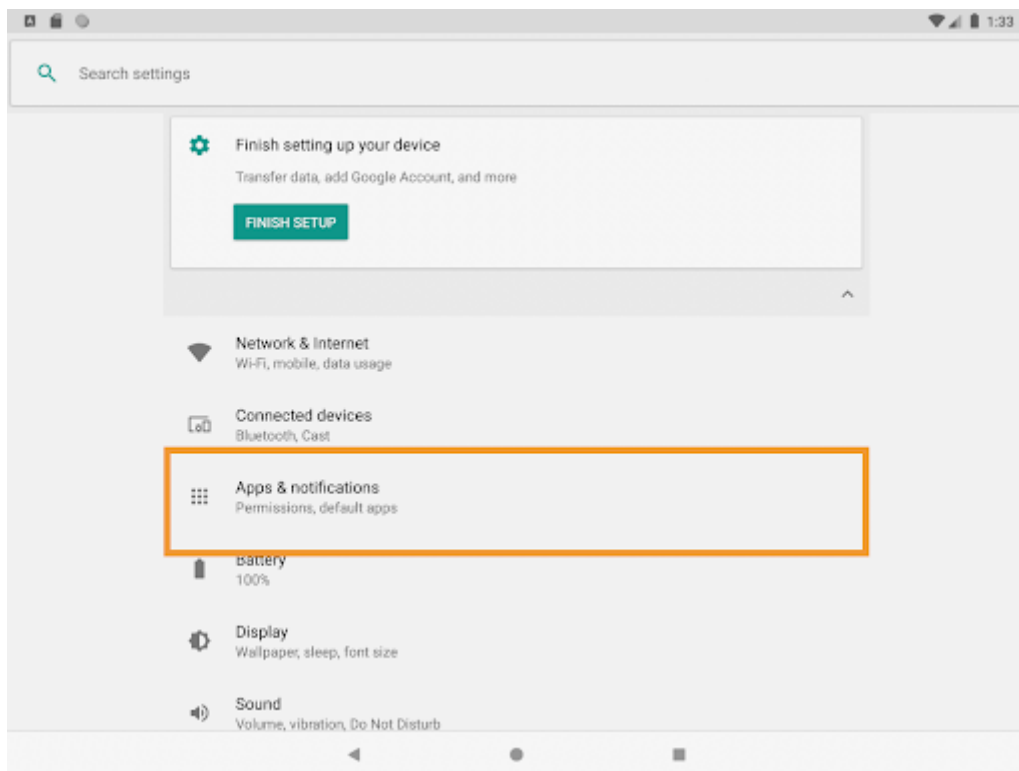 1:33
Search settings
Finish setting up your device
Transfer data, add Google Account, and more
FINISH SETUP
Network & Internet
Wi-Fi, mobile, data usage
Connected devices
Bluetooth, Cast
Apps & notifications
Permissions, default apps
Battery
100%
Display
Wallpaper, sleep, font size
Sound
Volume, vibration, Do Not Disturb